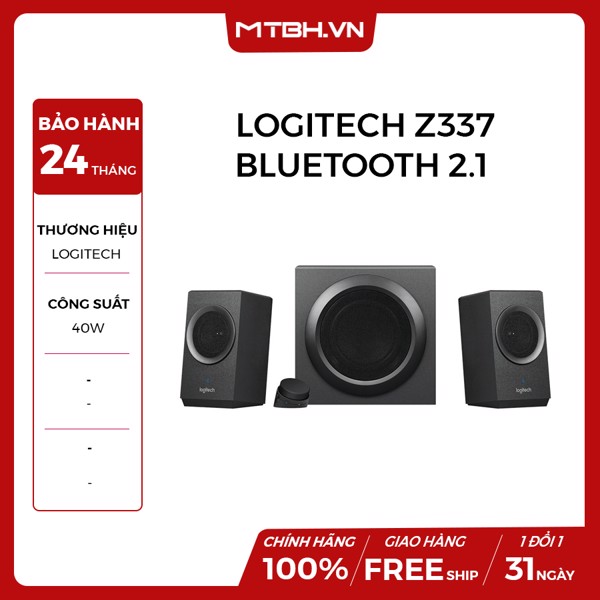 MTBH.VN
BẢO HÀNH
24 THÁNG
THƯƠNG HIỆU
LOGITECH
CÔNG SUẤT
40W
-
-
-
-
LOGITECH Z337
BLUETOOTH 2.1
logitech
logitech
CHÍNH HÃNG
100%
GIAO HÀNG
FREE SHIP
1 ĐỔI 1
31 NGÀY